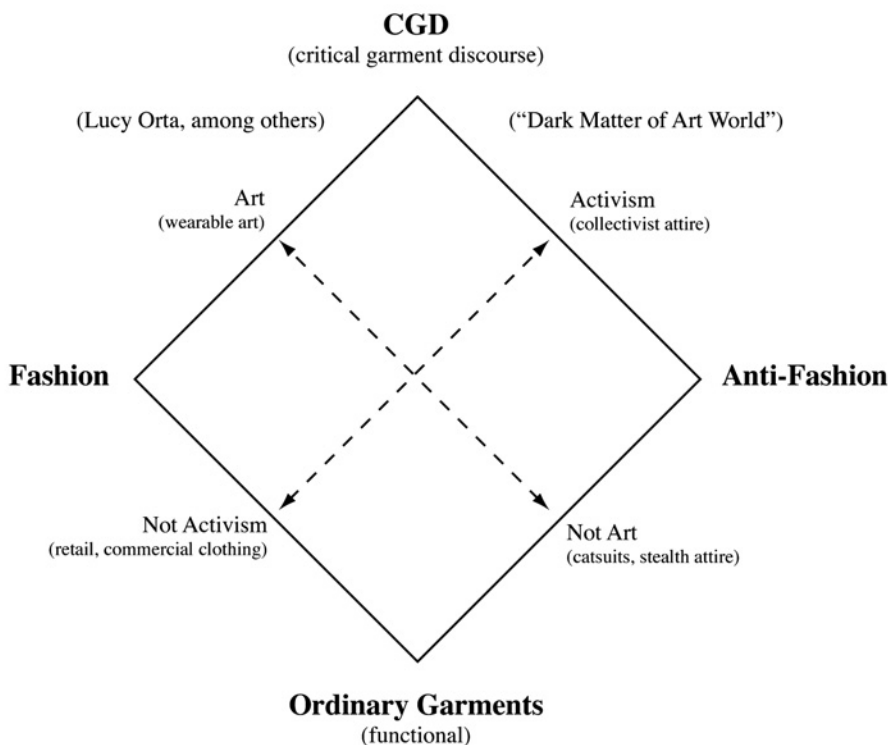 CGD
(critical garment discourse)
(Lucy Orta, among others)
(“Dark Matter of Art World”)
Art
(wearable art)
Activism
(collectivist attire)
Fashion
Anti-Fashion
Not Activism
(retail, commercial clothing)
Not Art
(catsuits, stealth attire)
Ordinary Garments
(functional)